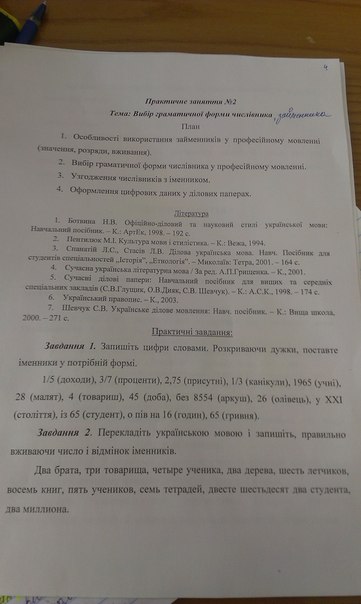 4
Практичне заняття №2
Тема: Вибір граматичної форми числівника, займенника
План
1. Особливості використання займенників у професійному мовленні
(значення, розряди, вживання).
2. Вибір граматичної форми числівника у професійному мовленні.
3. Узгодження числівників з іменником.
4. Оформлення цифрових даних у ділових паперах.
Література
1. Ботвина Н.В. Офіційно-діловий та науковий стилі української мови:
Навчальний посібник. – К.: АртЕк, 1998. – 192 с.
2. Пентилюк М.І. Культура мови і стилістика. – К.: Вежа, 1994.
3. Спанатій Л.С., Стасів Л.В. Ділова українська мова. Навч. Посібник для
студентів спеціальностей „Історія”, „Етнологія”. – Миколаїв: Тетра, 2001. – 164 с.
4. Сучасна українська літературна мова / За ред. А.П.Грищенка. – К., 2001.
5. Сучасні ділові папери: Навчальний посібник для вищих та середніх
спеціальних закладів (С.В.Глущик, О.В.Дияк, С.В. Шевчук). – К.: А.С.К., 1998. – 174 с.
6. Український правопис. – К., 2003.
7. Шевчук С.В. Українське ділове мовлення: Навч. посібник. – К.: Вища школа,
2000. – 271 с.
Практичні завдання:
Завдання 1. Запишіть цифри словами. Розкриваючи дужки, поставте
іменники у потрібній формі.
1/5 (доходи), 3/7 (проценти), 2,75 (присутні), 1/3 (канікули), 1965 (учні),
28 (малят), 4 (товариш), 45 (доба), без 8554 (аркуш), 26 (олівець), у XXI
(століття), із 65 (студент), о пів на 16 (годин), 65 (гривня).
Завдання 2. Перекладіть українською мовою і запишіть, правильно
вживаючи число і відмінок іменників.
Два брата, три товарища, четыре ученика, два дерева, шесть летчиков,
восемь книг, пять учеников, семь тетрадей, двести шестьдесят два студента,
два миллиона.